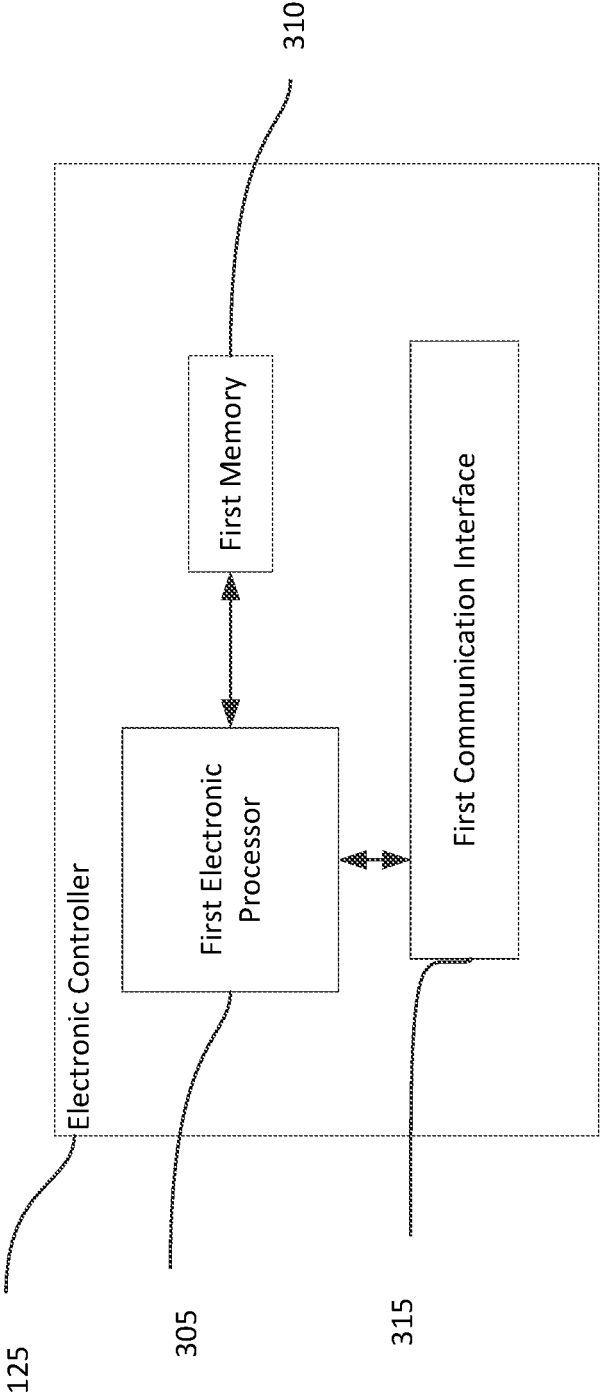 125
Electronic Controller
305
First Electronic
Processor
First Memory
310
315
First Communication Interface